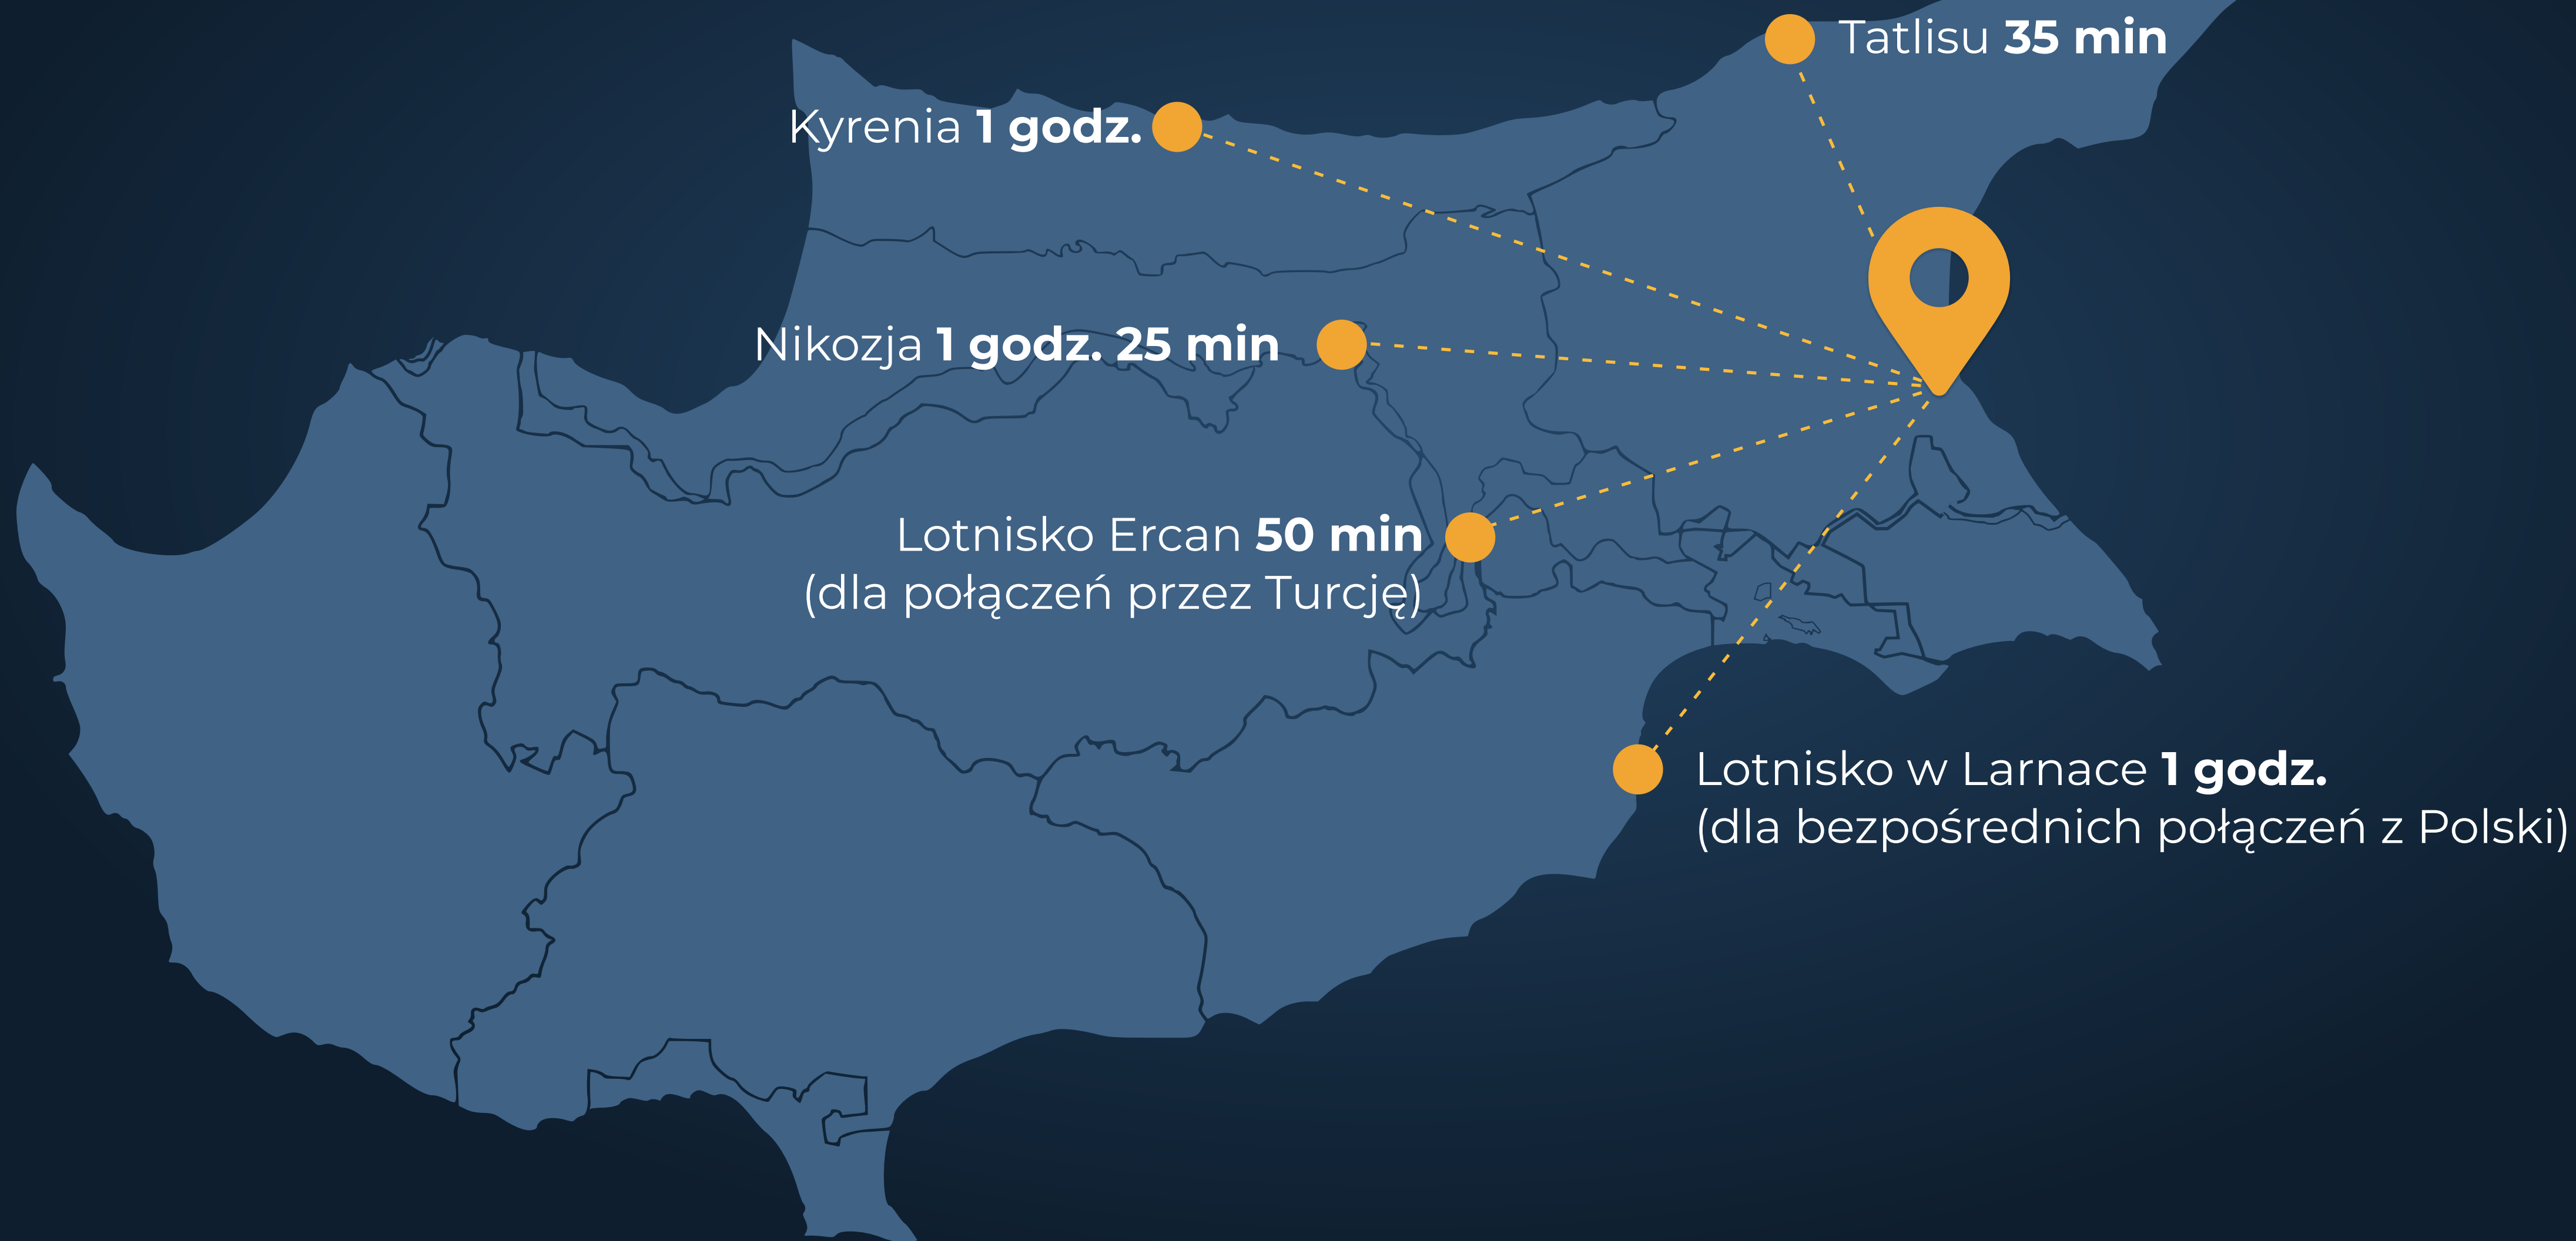 Tatlisu 35 min
Kyrenia 1 godz.
Nikozja 1 godz. 25 min
Lotnisko Ercan 50 min
(dla połączeń przez Turcję)
Lotnisko w Larnace 1 godz.
(dla bezpośrednich połączeń z Polski)